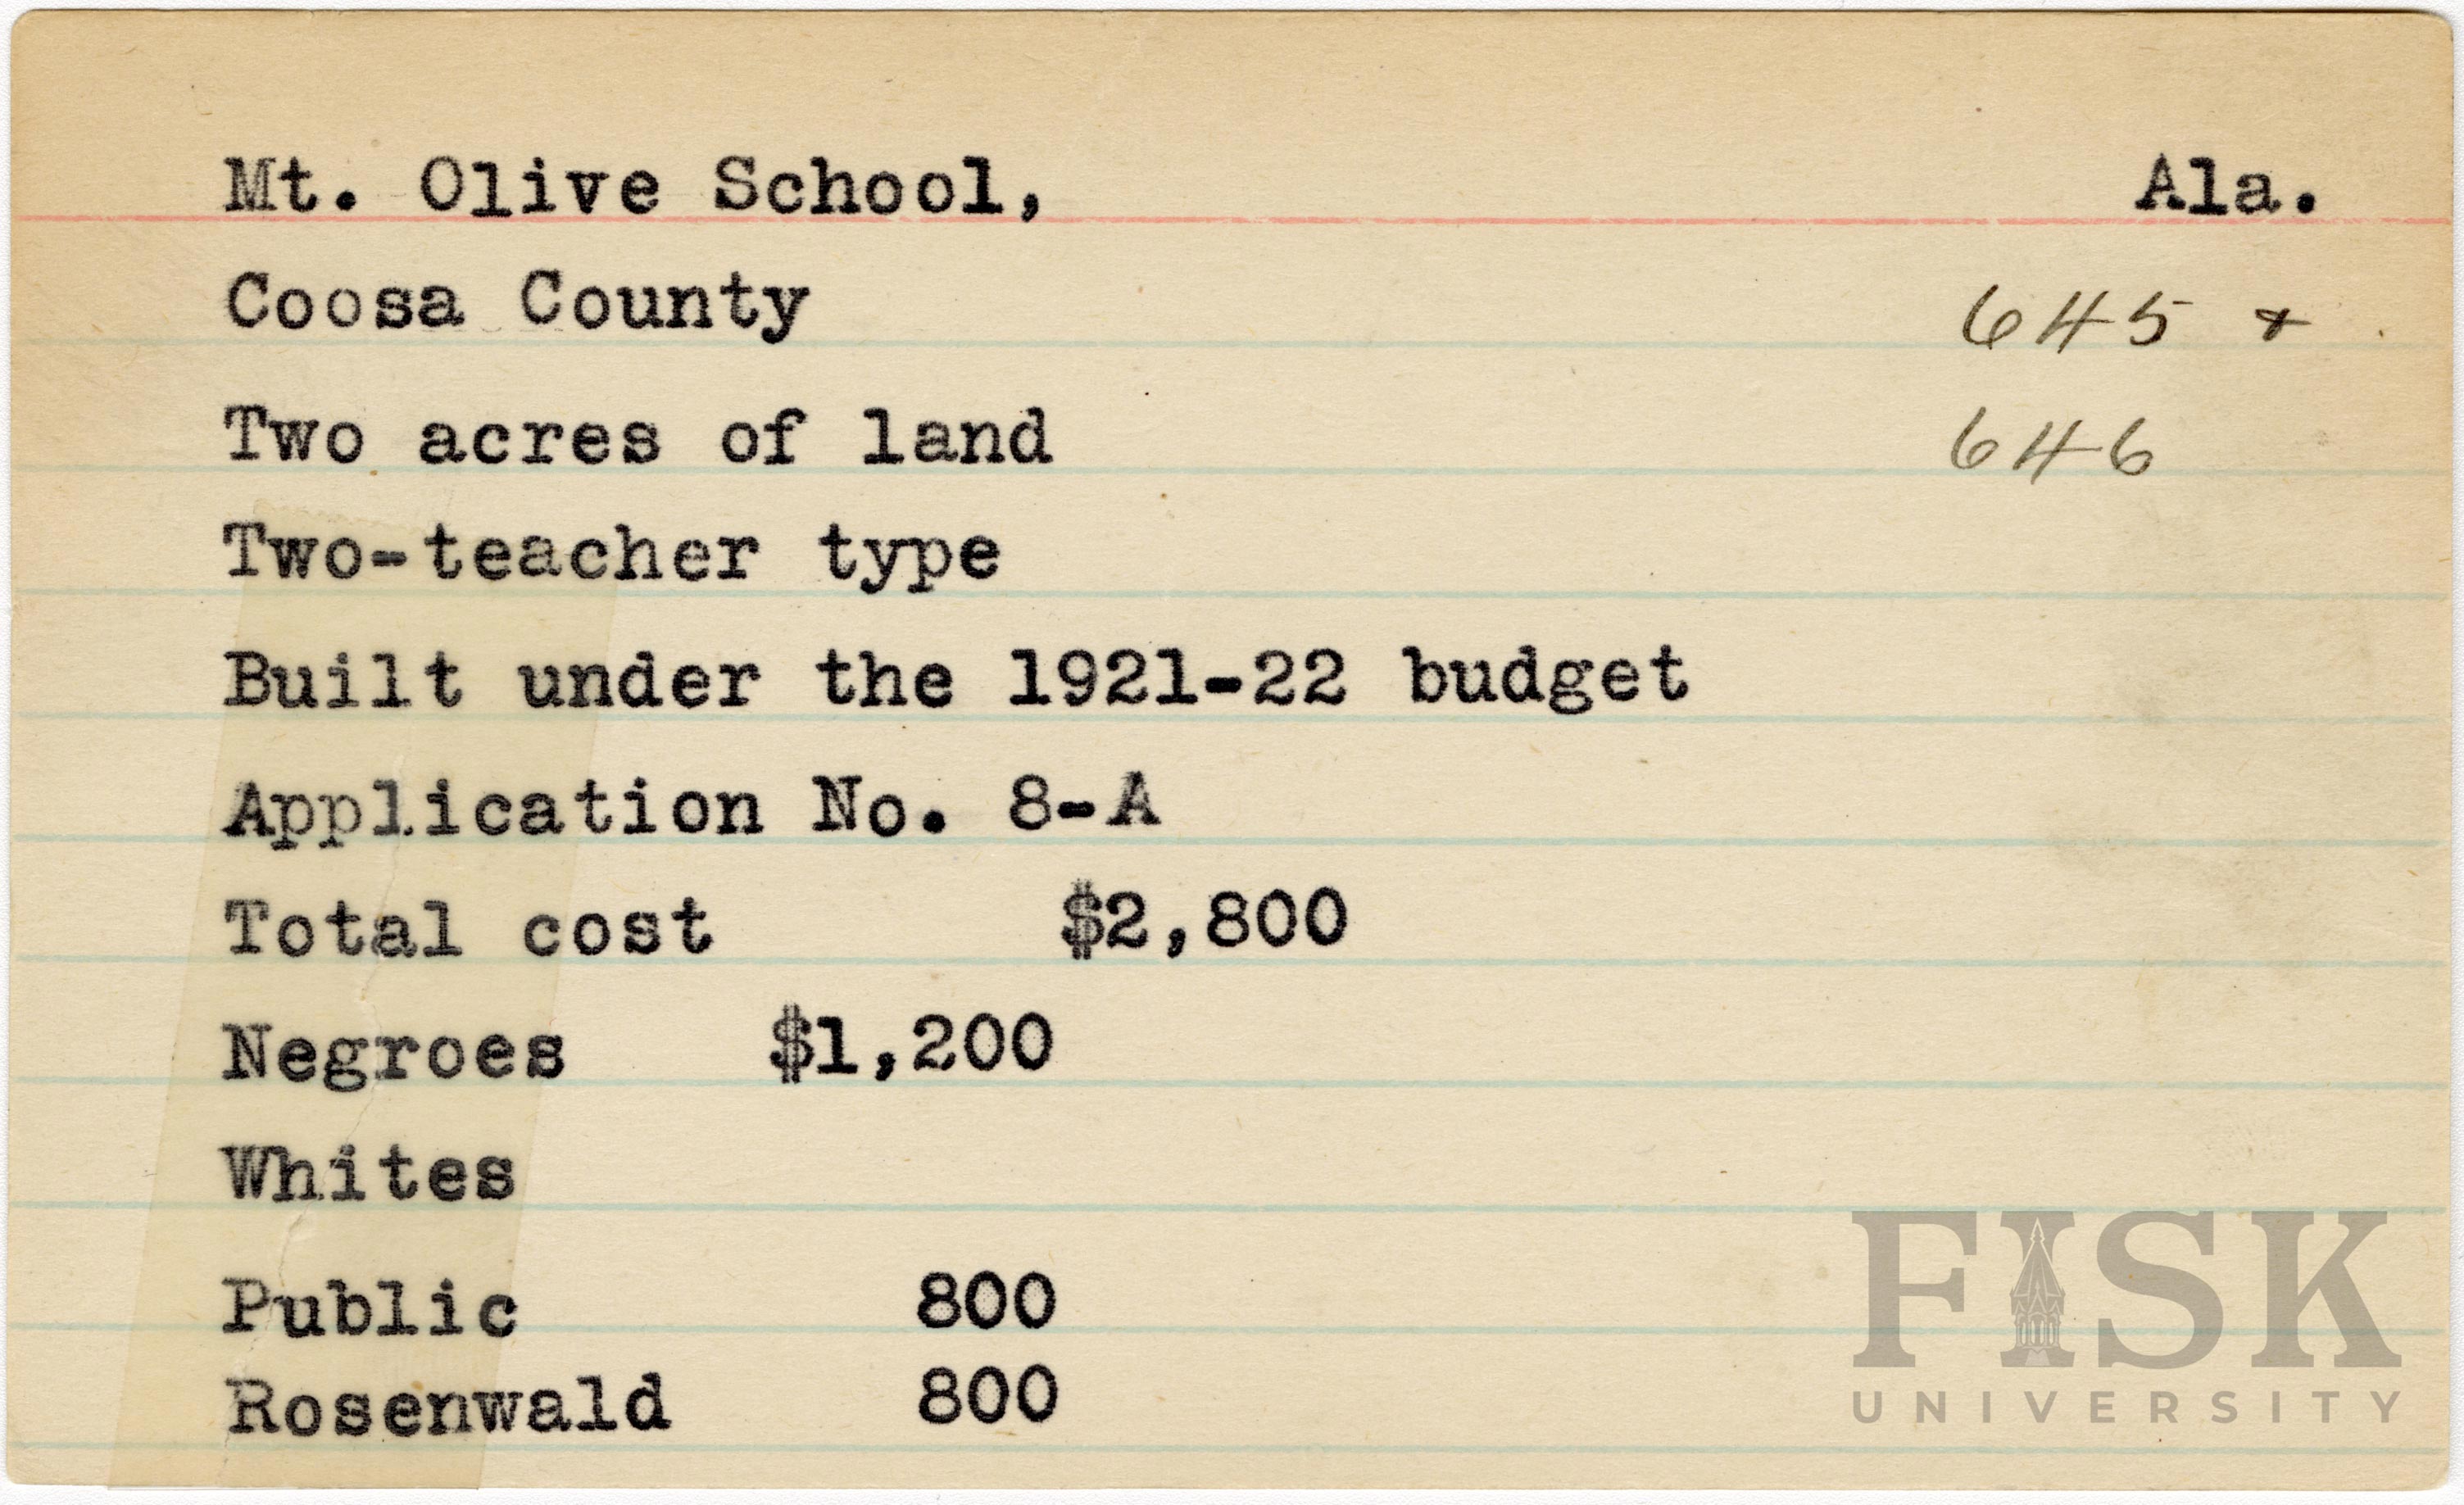 Mt. Olive School, Ala.
Coosa County 645 +
Two acres of land 646
Two-teacher type
Built under the 1921-22 budget
Application No. 8-A
Total cost $2,800
Negroes $1,200
Whites
Public 800
Rosenwald 800
FISK
UNIVERSITY